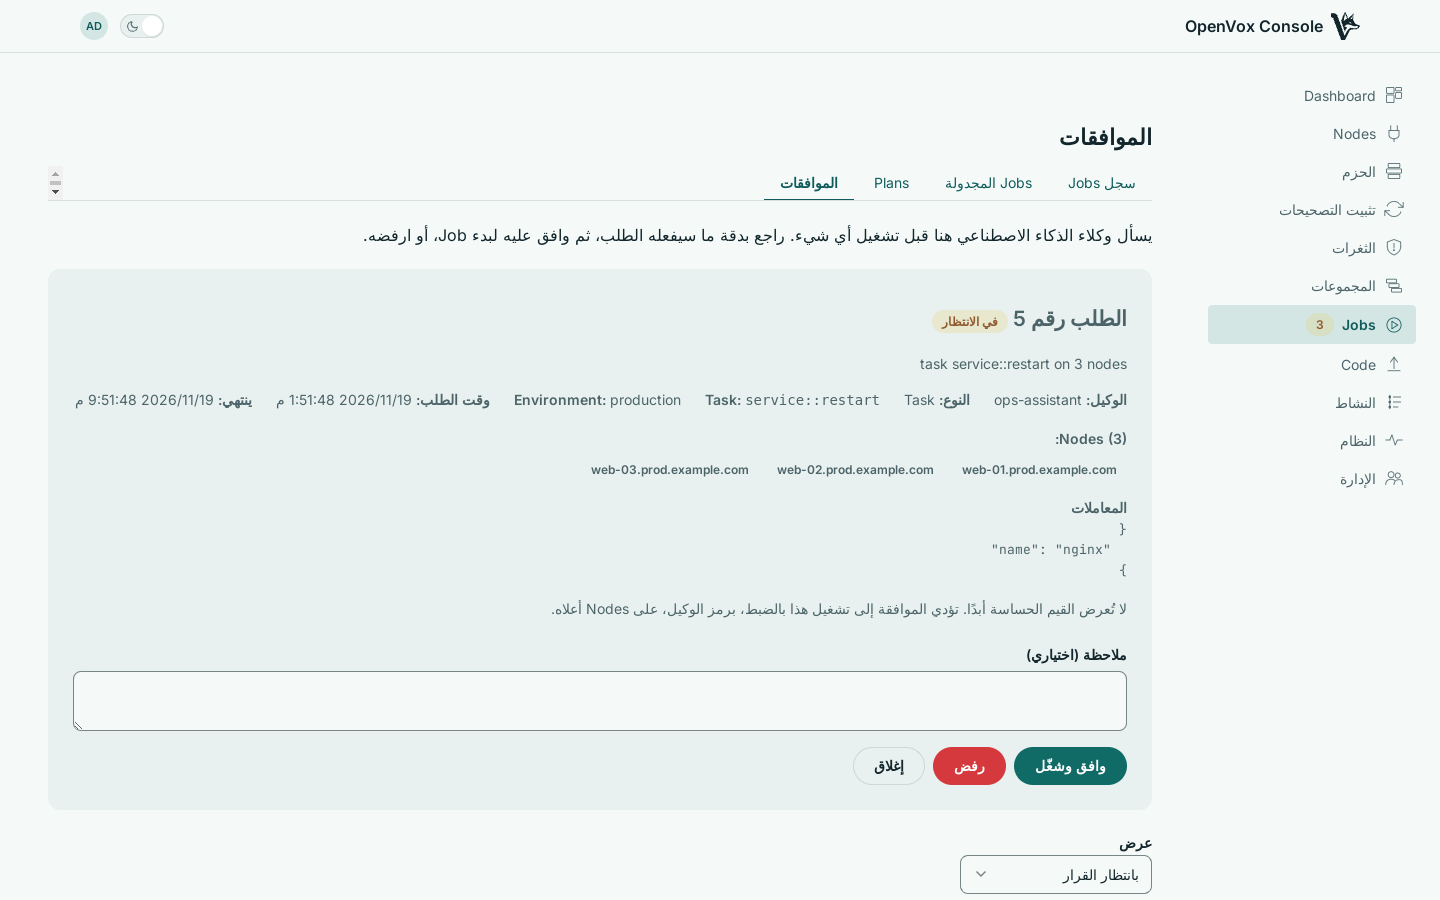 OpenVox Console
AD
Dashboard
Nodes
الحزم
تثبيت التصحيحات
الثغرات
المجموعات
Jobs 3
Code
النشاط
النظام
الإدارة
الموافقات
سجل Jobs
Jobs المجدولة
Plans
الموافقات
يسأل وكلاء الذكاء الاصطناعي هنا قبل تشغيل أي شيء. راجع بدقة ما سيفعله الطلب، ثم وافق عليه لبدء Job، أو ارفضه.
الطلب رقم 5 في الانتظار
task service::restart on 3 nodes
الوكيل: ops-assistant النوع: Task Task: service::restart Environment: production وقت الطلب: 2026/11/19 1:51:48 م ينتهي: 2026/11/19 9:51:48 م
Nodes (3):
web-01.prod.example.com web-02.prod.example.com web-03.prod.example.com
المعاملات
{
"name": "nginx"
}
لا تُعرض القيم الحساسة أبدًا. تؤدي الموافقة إلى تشغيل هذا بالضبط، برمز الوكيل، على Nodes أعلاه.
ملاحظة (اختياري)
وافق وشغّل
رفض
إغلاق
عرض
بانتظار القرار